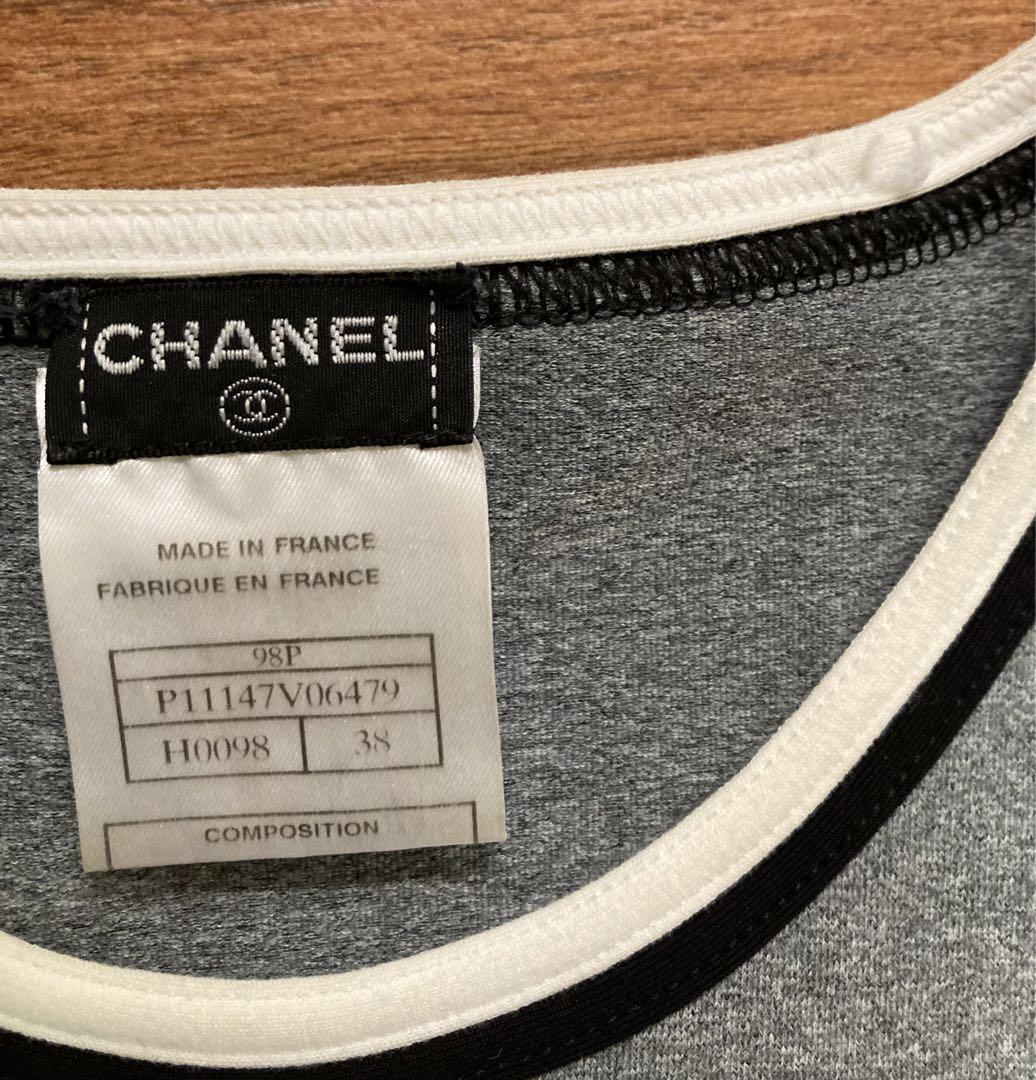 CHANEL
MADE IN FRANCE
FABRIQUE EN FRANCE
98P
P11147V06479
H0098 38
COMPOSITION